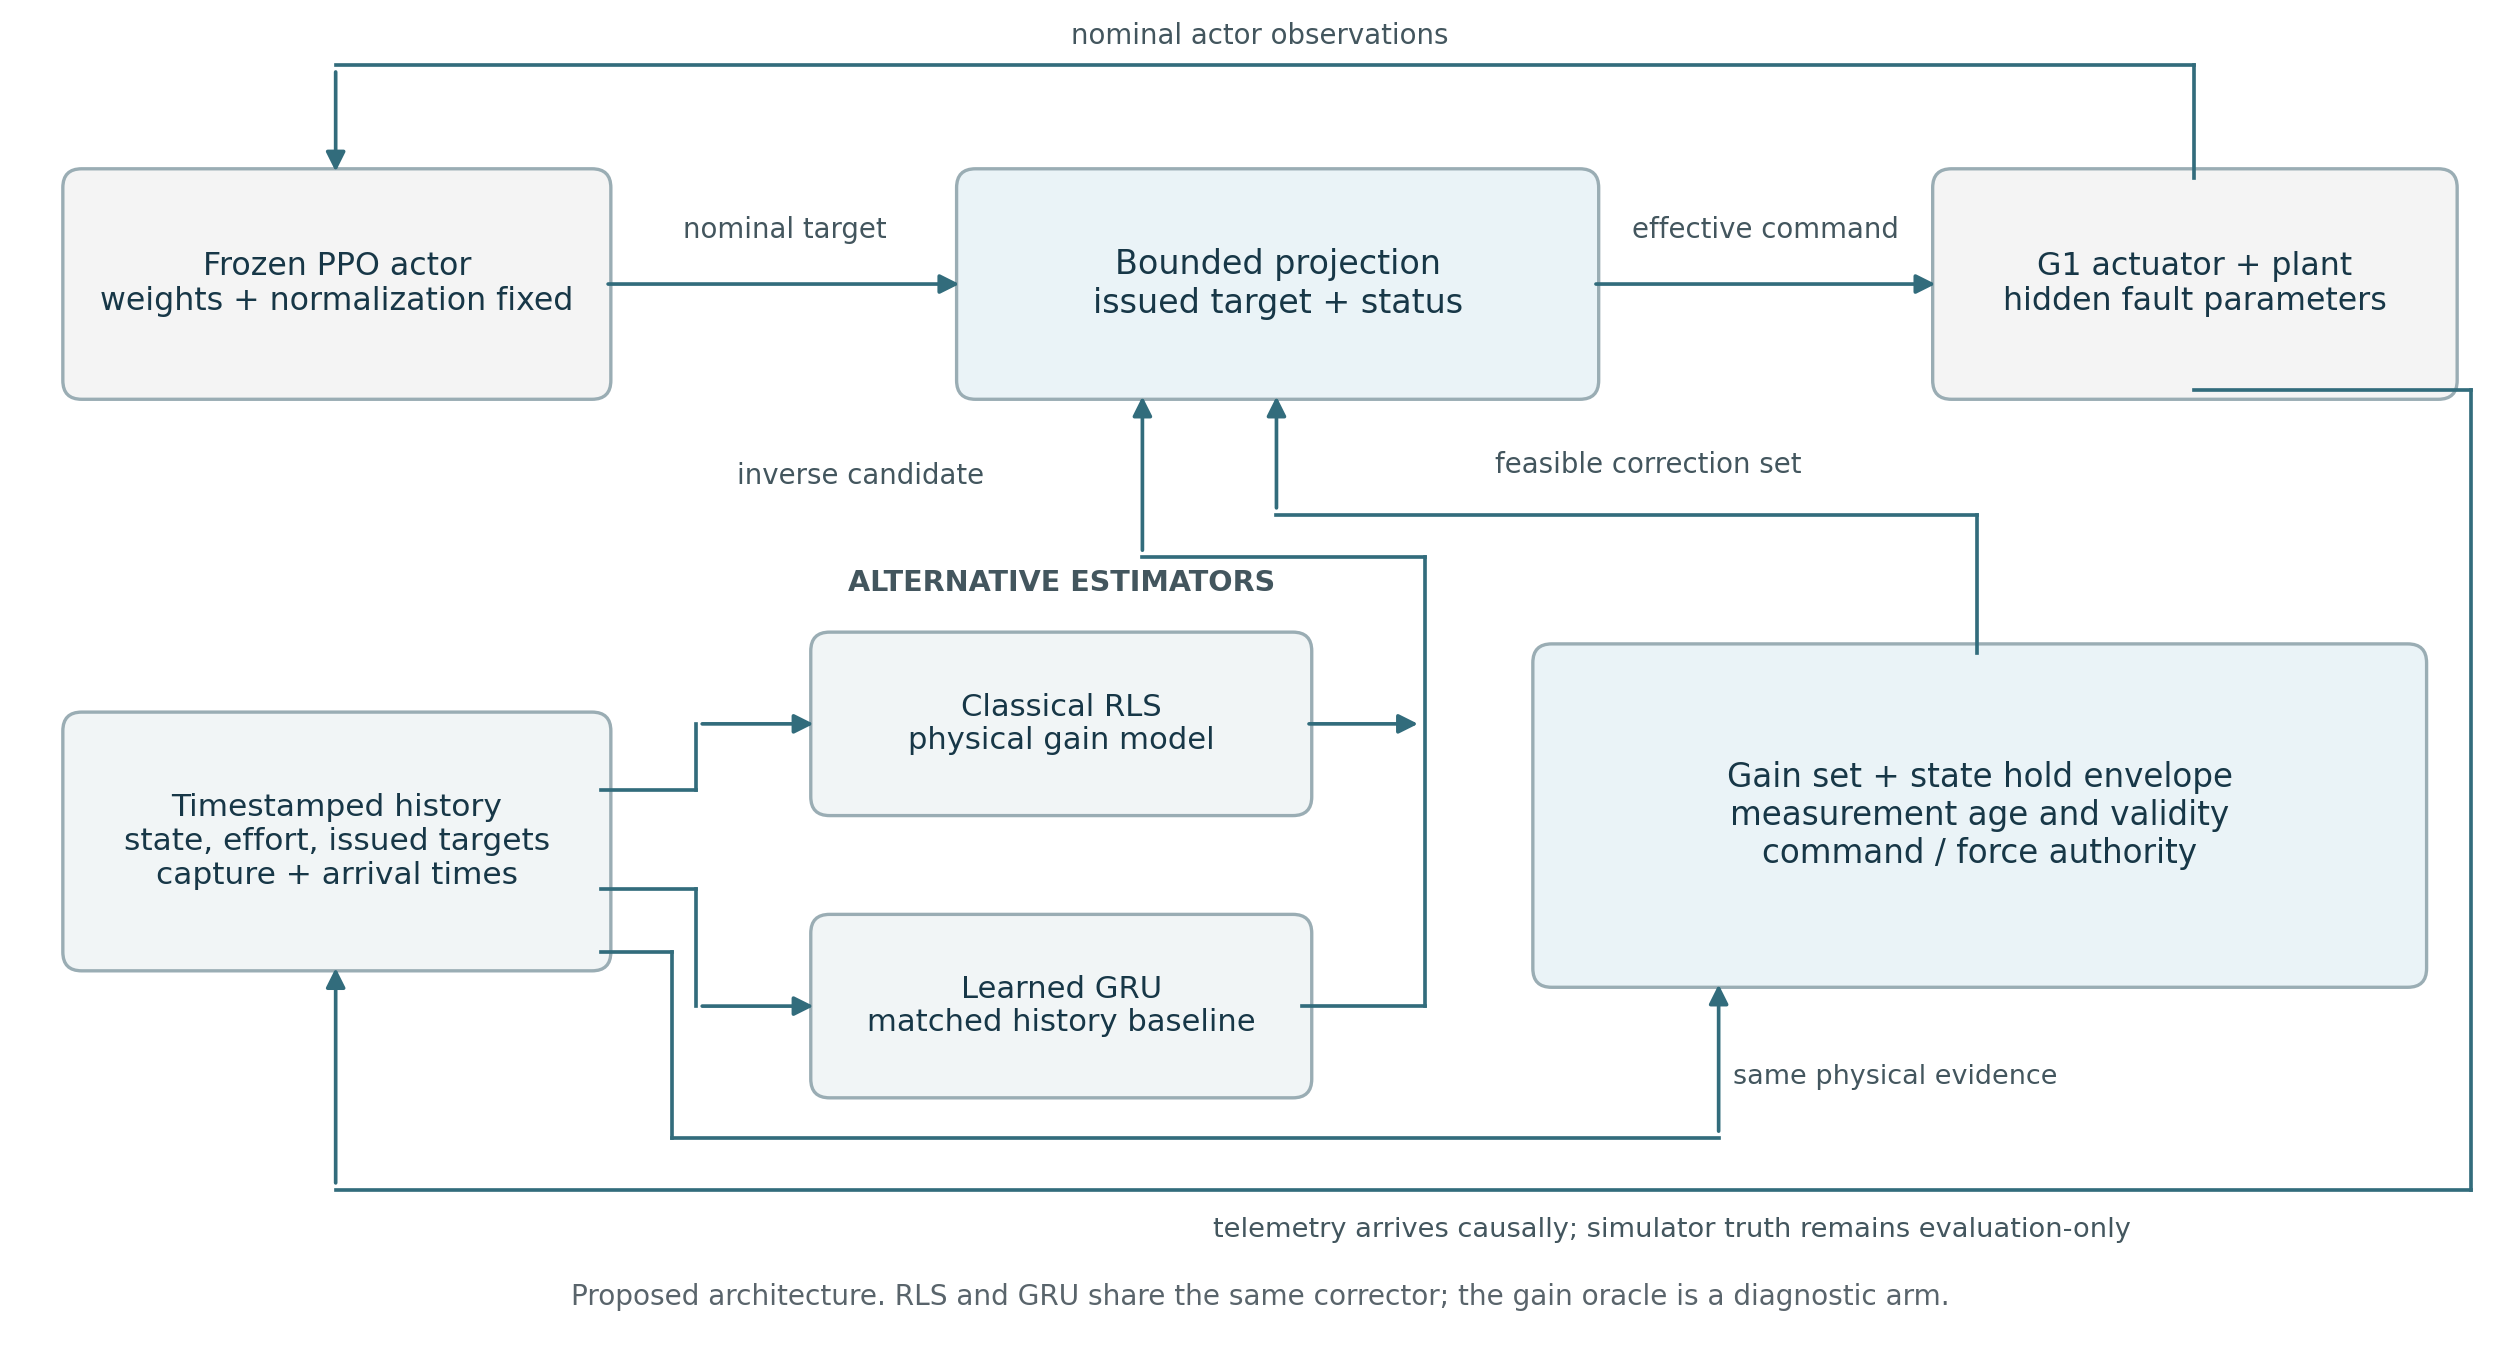 nominal actor observations
Frozen PPO actor
weights + normalization fixed
nominal target
Bounded projection
issued target + status
effective command
G1 actuator + plant
hidden fault parameters
inverse candidate
feasible correction set
ALTERNATIVE ESTIMATORS
Classical RLS
physical gain model
Timestamped history
state, effort, issued targets
capture + arrival times
Gain set + state hold envelope
measurement age and validity
command / force authority
Learned GRU
matched history baseline
same physical evidence
telemetry arrives causally; simulator truth remains evaluation-only
Proposed architecture. RLS and GRU share the same corrector; the gain oracle is a diagnostic arm.